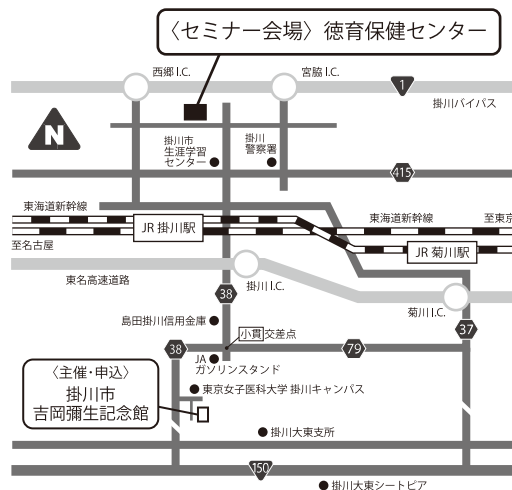 〈セミナー会場〉徳育保健センター
西郷 I.C.
宮脇 I.C.
1
掛川バイパス
N
掛川市
生涯学習
センター
掛川
警察署
415
東海道新幹線
JR 掛川駅
東海道新幹線
至東京
至名古屋
JR 菊川駅
東名高速道路
掛川 I.C.
菊川 I.C.
38
島田掛川信用金庫
小貫 交差点
37
38
79
JA
ガソリンスタンド
〈主催・申込〉
掛川市
吉岡彌生記念館
東京女子医科大学 掛川キャンパス
掛川大東支所
150
掛川大東シートピア